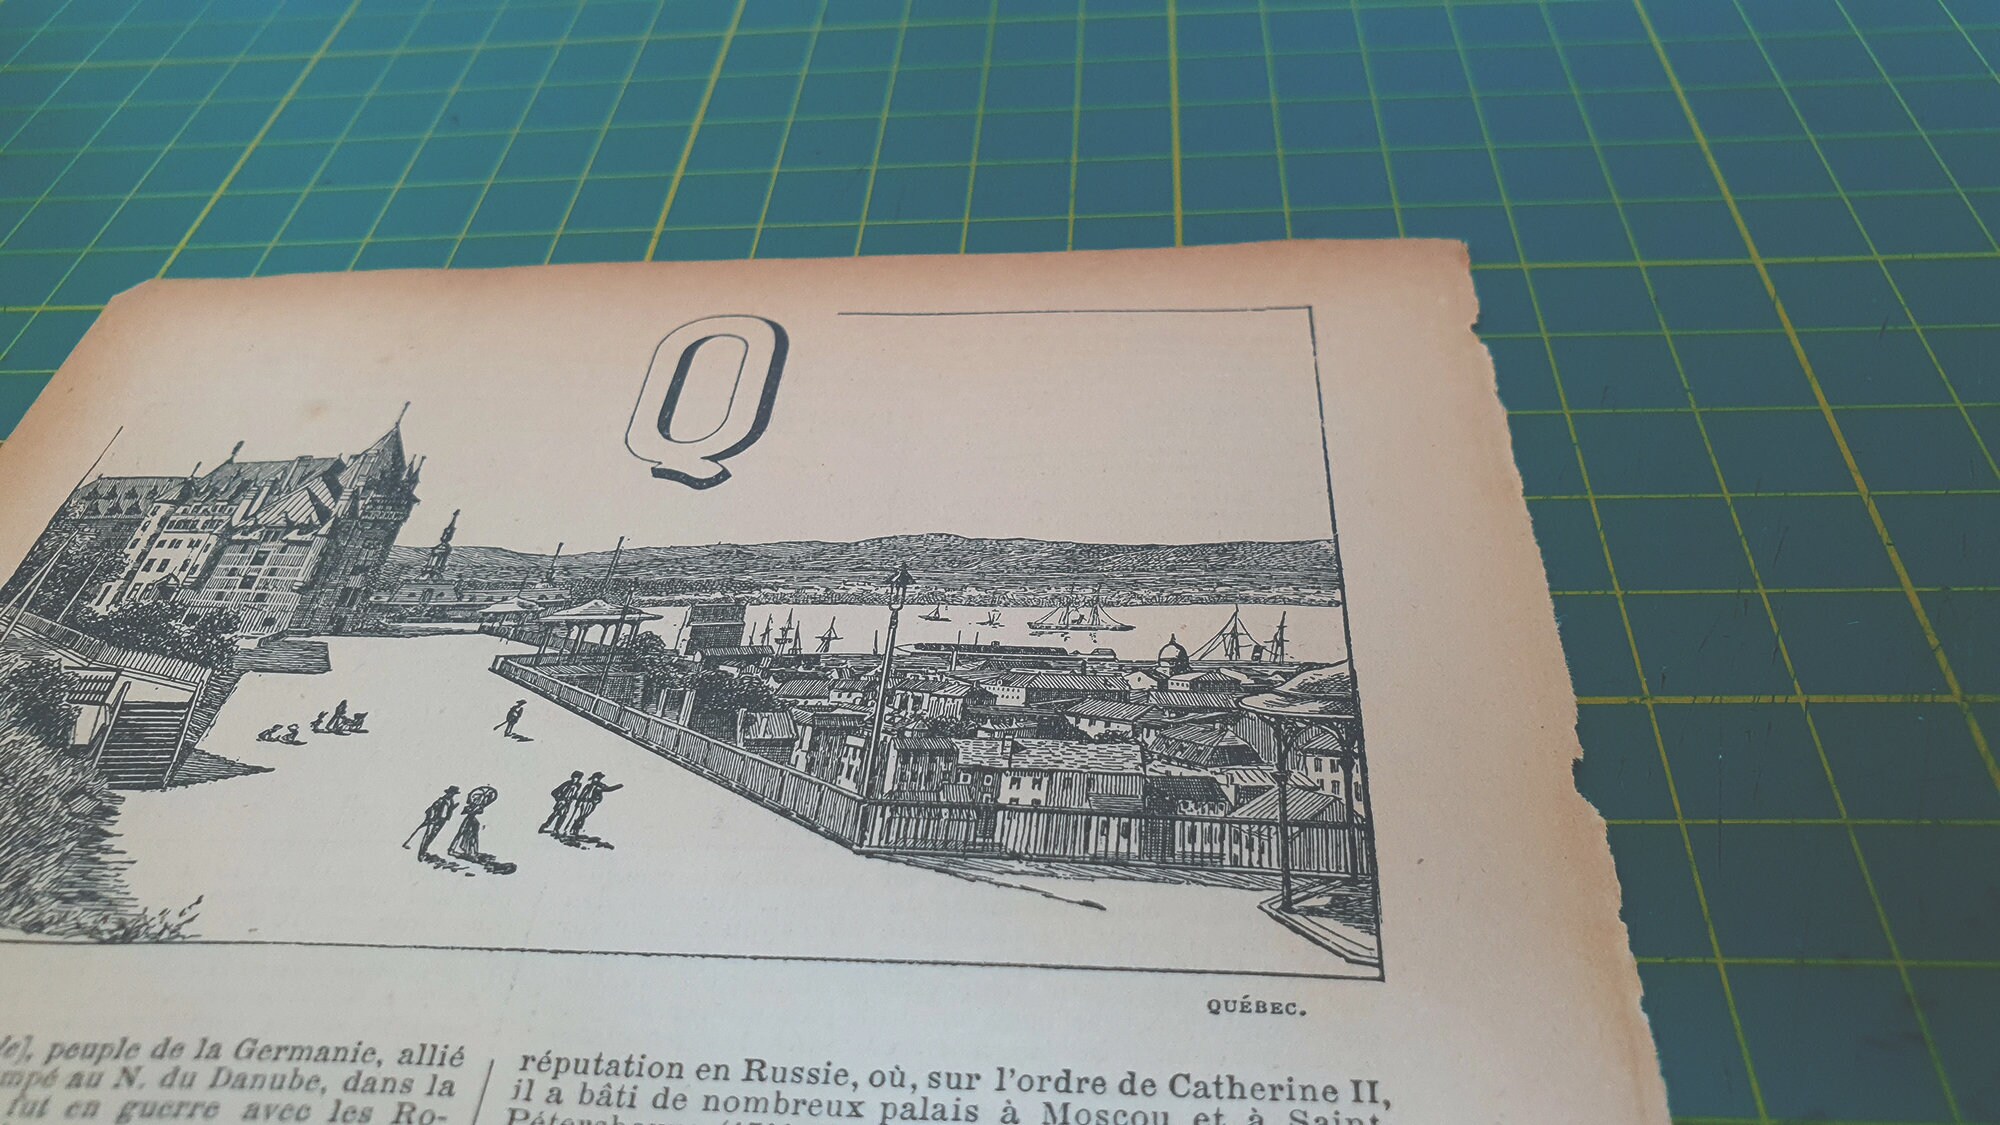 Q
QUÉBEC.
peuple de la Germanie, allié
au N. du Danube, dans la
fut en guerre avec les Ro-
réputation en Russie, où, sur l'ordre de Catherine II,
il a bâti de nombreux palais à Moscou et à Saint